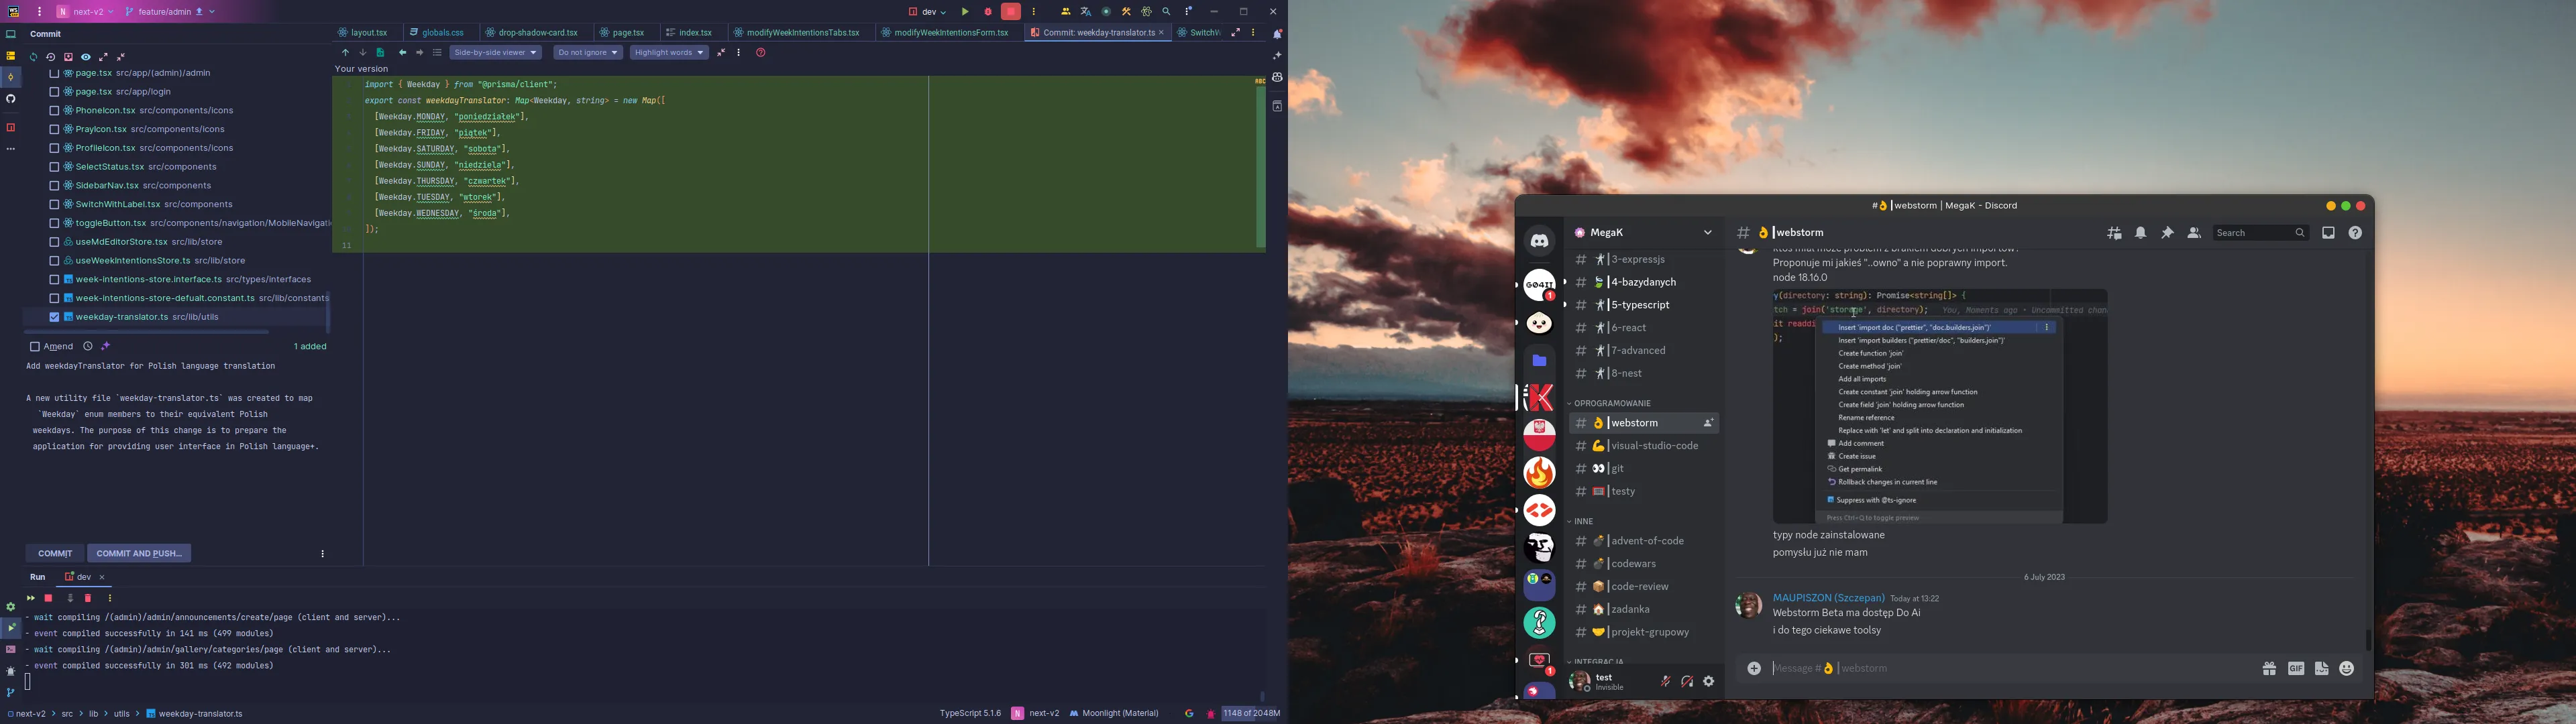 next-v2
feature/admin
dev
Commit
layout.tsx
globals.css
drop-shadow-card.tsx
page.tsx
index.tsx
modifyWeekIntentionsTabs.tsx
modifyWeekIntentionsForm.tsx
Commit: weekday-translator.ts
Side-by-side viewer
Do not ignore
Highlight words
Your version
page.tsx src/app/(admin)/admin
page.tsx src/app/login
PhoneIcon.tsx src/components/icons
PrayIcon.tsx src/components/icons
ProfileIcon.tsx src/components/icons
SelectStatus.tsx src/components
SidebarNav.tsx src/components
SwitchWithLabel.tsx src/components
toggleButton.tsx src/components/navigation/MobileNavigati
useMdEditorStore.tsx src/lib/store
useWeekIntentionsStore.ts src/lib/store
week-intentions-store.interface.ts src/types/interfaces
week-intentions-store-defualt.constant.ts src/lib/constants
weekday-translator.ts src/lib/utils
Amend
1 added
Add weekdayTranslator for Polish language translation
A new utility file `weekday-translator.ts` was created to map
`Weekday` enum members to their equivalent Polish
weekdays. The purpose of this change is to prepare the
application for providing user interface in Polish language+.
COMMIT
COMMIT AND PUSH...
import { Weekday } from "@prisma/client";
export const weekdayTranslator: Map<Weekday, string> = new Map([
[Weekday.MONDAY, "poniedziałek"],
[Weekday.FRIDAY, "piątek"],
[Weekday.SATURDAY, "sobota"],
[Weekday.SUNDAY, "niedziela"],
[Weekday.THURSDAY, "czwartek"],
[Weekday.TUESDAY, "wtorek"],
[Weekday.WEDNESDAY, "środa"],
]);
11
Run
dev
- wait compiling /(admin)/admin/announcements/create/page (client and server)...
- event compiled successfully in 141 ms (499 modules)
- wait compiling /(admin)/admin/gallery/categories/page (client and server)...
- event compiled successfully in 301 ms (492 modules)
next-v2 > src > lib > utils > weekday-translator.ts
TypeScript 5.1.6
N next-v2
Moonlight (Material)
1148 of 2048M
#👌|webstorm | MegaK - Discord
MegaK
# 👌|webstorm
Search
GO4IT
1
# |3-expressjs
# |4-bazydanych
# |5-typescript
# |6-react
# |7-advanced
# |8-nest
OPROGRAMOWANIE
# 👌|webstorm
# 💪|visual-studio-code
# 👀|git
# |testy
INNE
# 💣|advent-of-code
# 💣|codewars
# 📦|code-review
# 🏠|zadanka
# 🤝|projekt-grupowy
INTEGRACJA
test
Invisible
Proponuje mi jakieś "..owno" a nie poprawny import.
node 18.16.0
y(directory: string): Promise<string[]> {
tch = join('storage', directory); You, Moments ago • Uncommitted chan
it readdi
);
Insert 'import doc ("prettier", "doc.builders.join")'
Insert 'import builders ("prettier/doc", "builders.join")'
Create function 'join'
Create method 'join'
Add all imports
Create constant 'join' holding arrow function
Create field 'join' holding arrow function
Rename reference
Replace with 'let' and split into declaration and initialization
Add comment
Create issue
Get permalink
Rollback changes in current line
Suppress with @ts-ignore
Press Ctrl+Q to toggle preview
typy node zainstalowane
pomysłu już nie mam
6 July 2023
MAUPISZON (Szczepan) Today at 13:22
Webstorm Beta ma dostęp Do Ai
i do tego ciekawe toolsy
Message #👌|webstorm
GIF